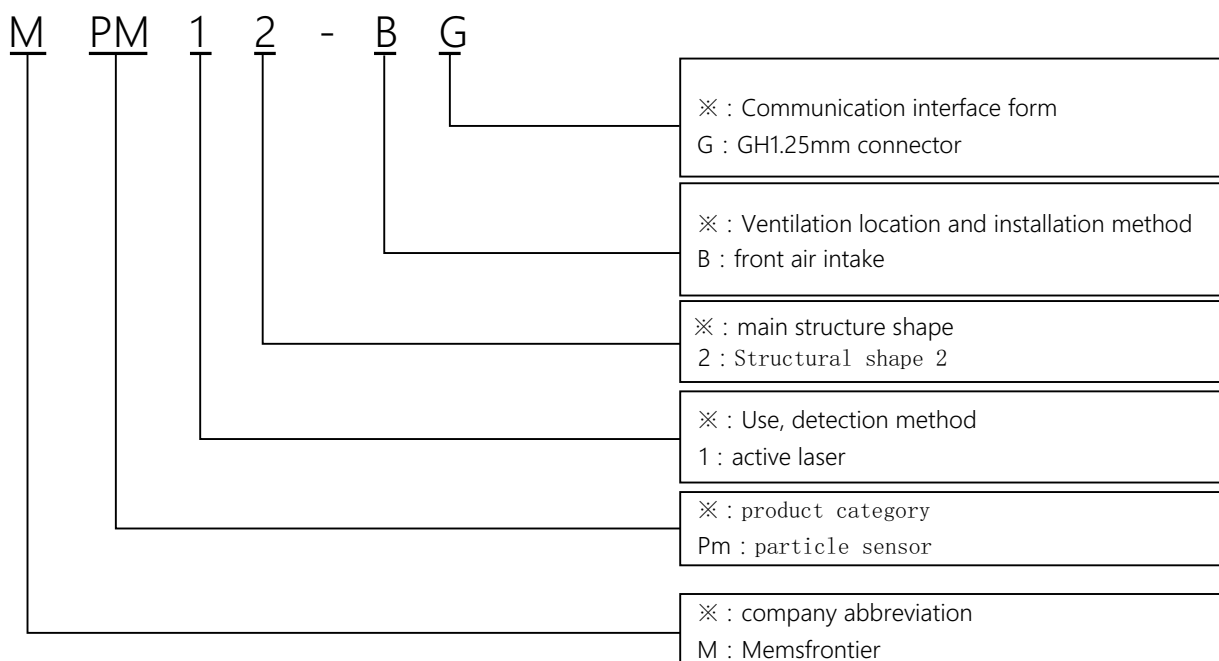 M PM 1 2 - B G
※ : Communication interface form
G : GH1.25mm connector
※ : Ventilation location and installation method
B : front air intake
※ : main structure shape
2 : Structural shape 2
※ : Use, detection method
1 : active laser
※ : product category
Pm : particle sensor
※ : company abbreviation
M : Memsfrontier